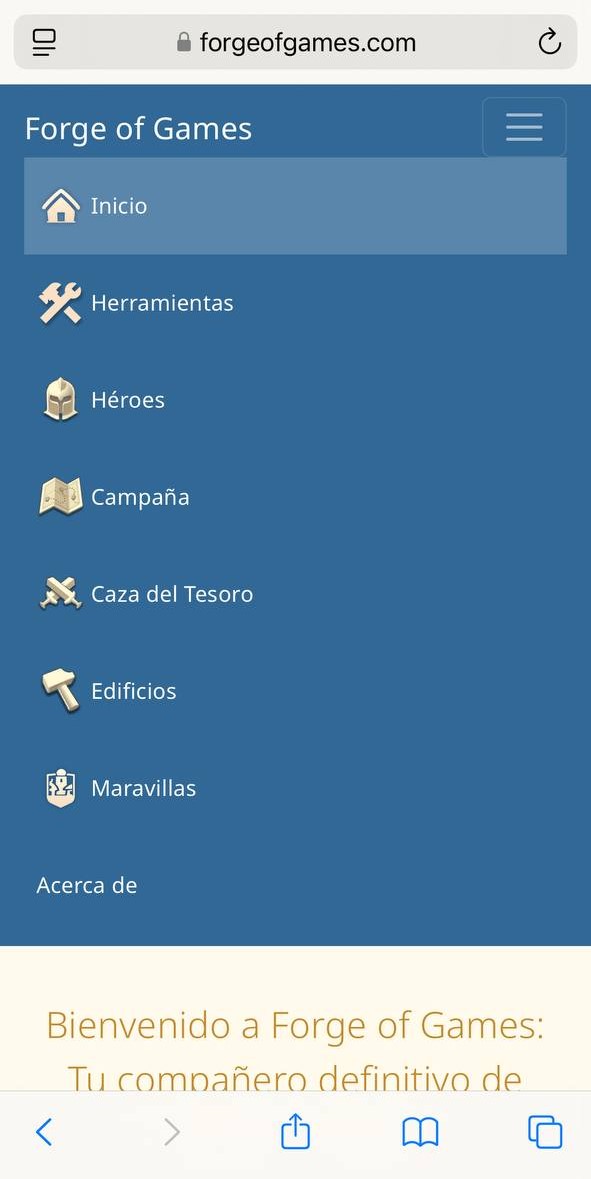 forgeofgames.com
Forge of Games
Inicio
Herramientas
Héroes
Campaña
Caza del Tesoro
Edificios
Maravillas
Acerca de
Bienvenido a Forge of Games:
Tu compañero definitivo de